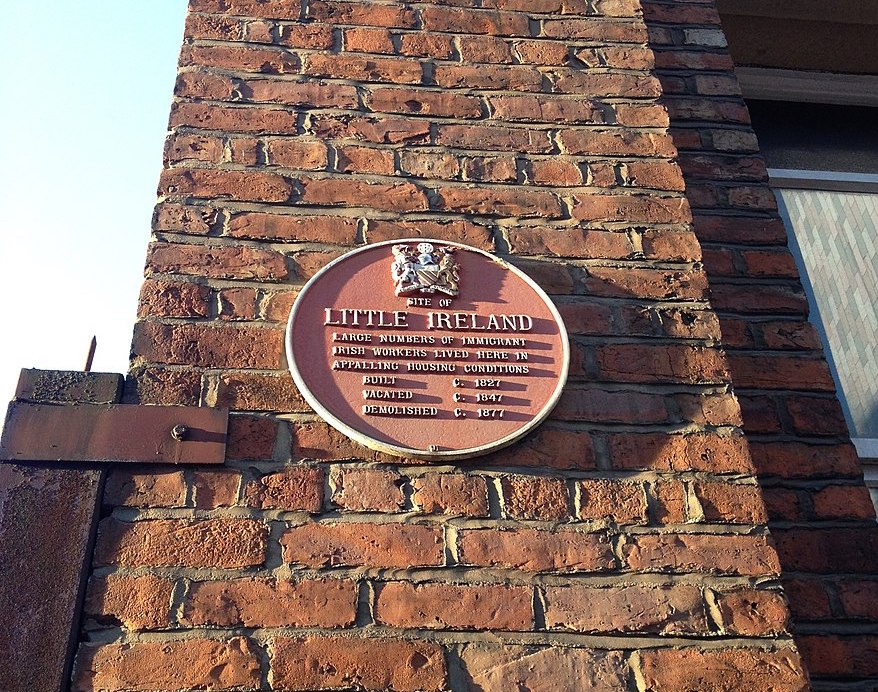 SITE OF
LITTLE IRELAND
LARGE NUMBERS OF IMMIGRANT
IRISH WORKERS LIVED HERE IN
APPALLING HOUSING CONDITIONS
BUILT C. 1827
VACATED C. 1847
DEMOLISHED C. 1877